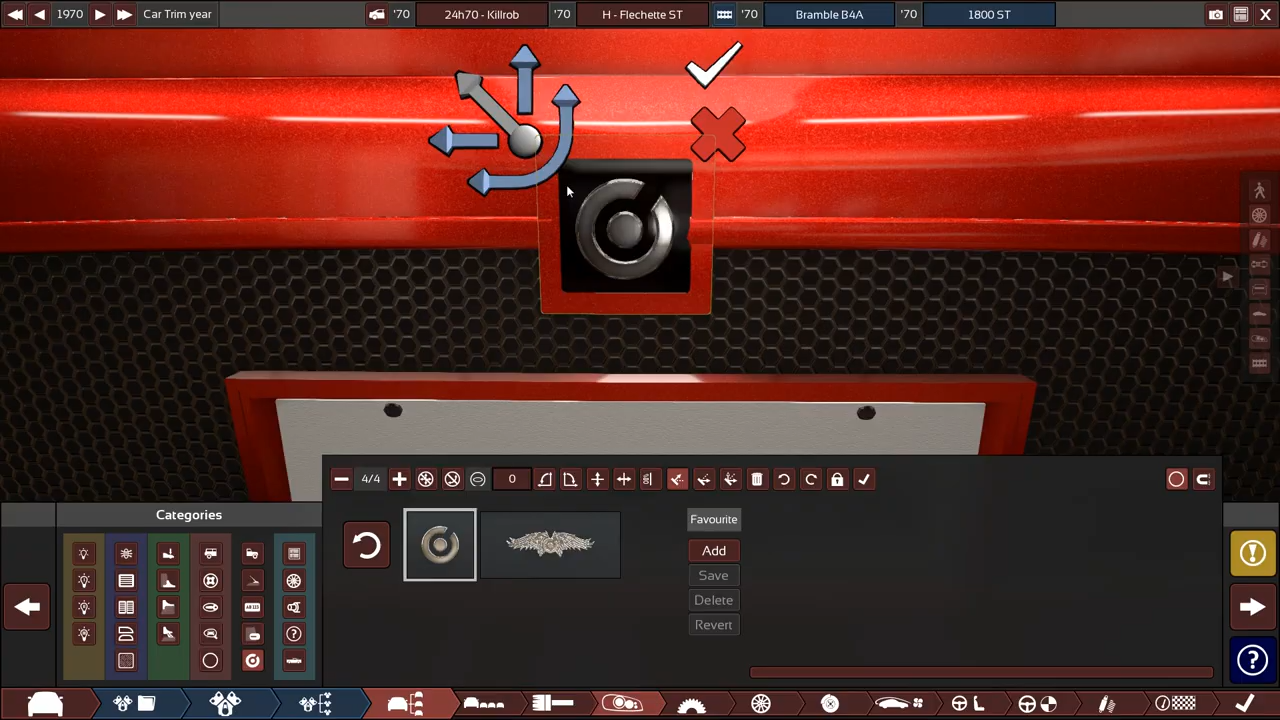 1970 Car Trim year '70 24h70 - Killrob '70 H - Flechette ST '70 Bramble B4A '70 1800 ST
4/4 0
Categories
Favourite
Add
Save
Delete
Revert